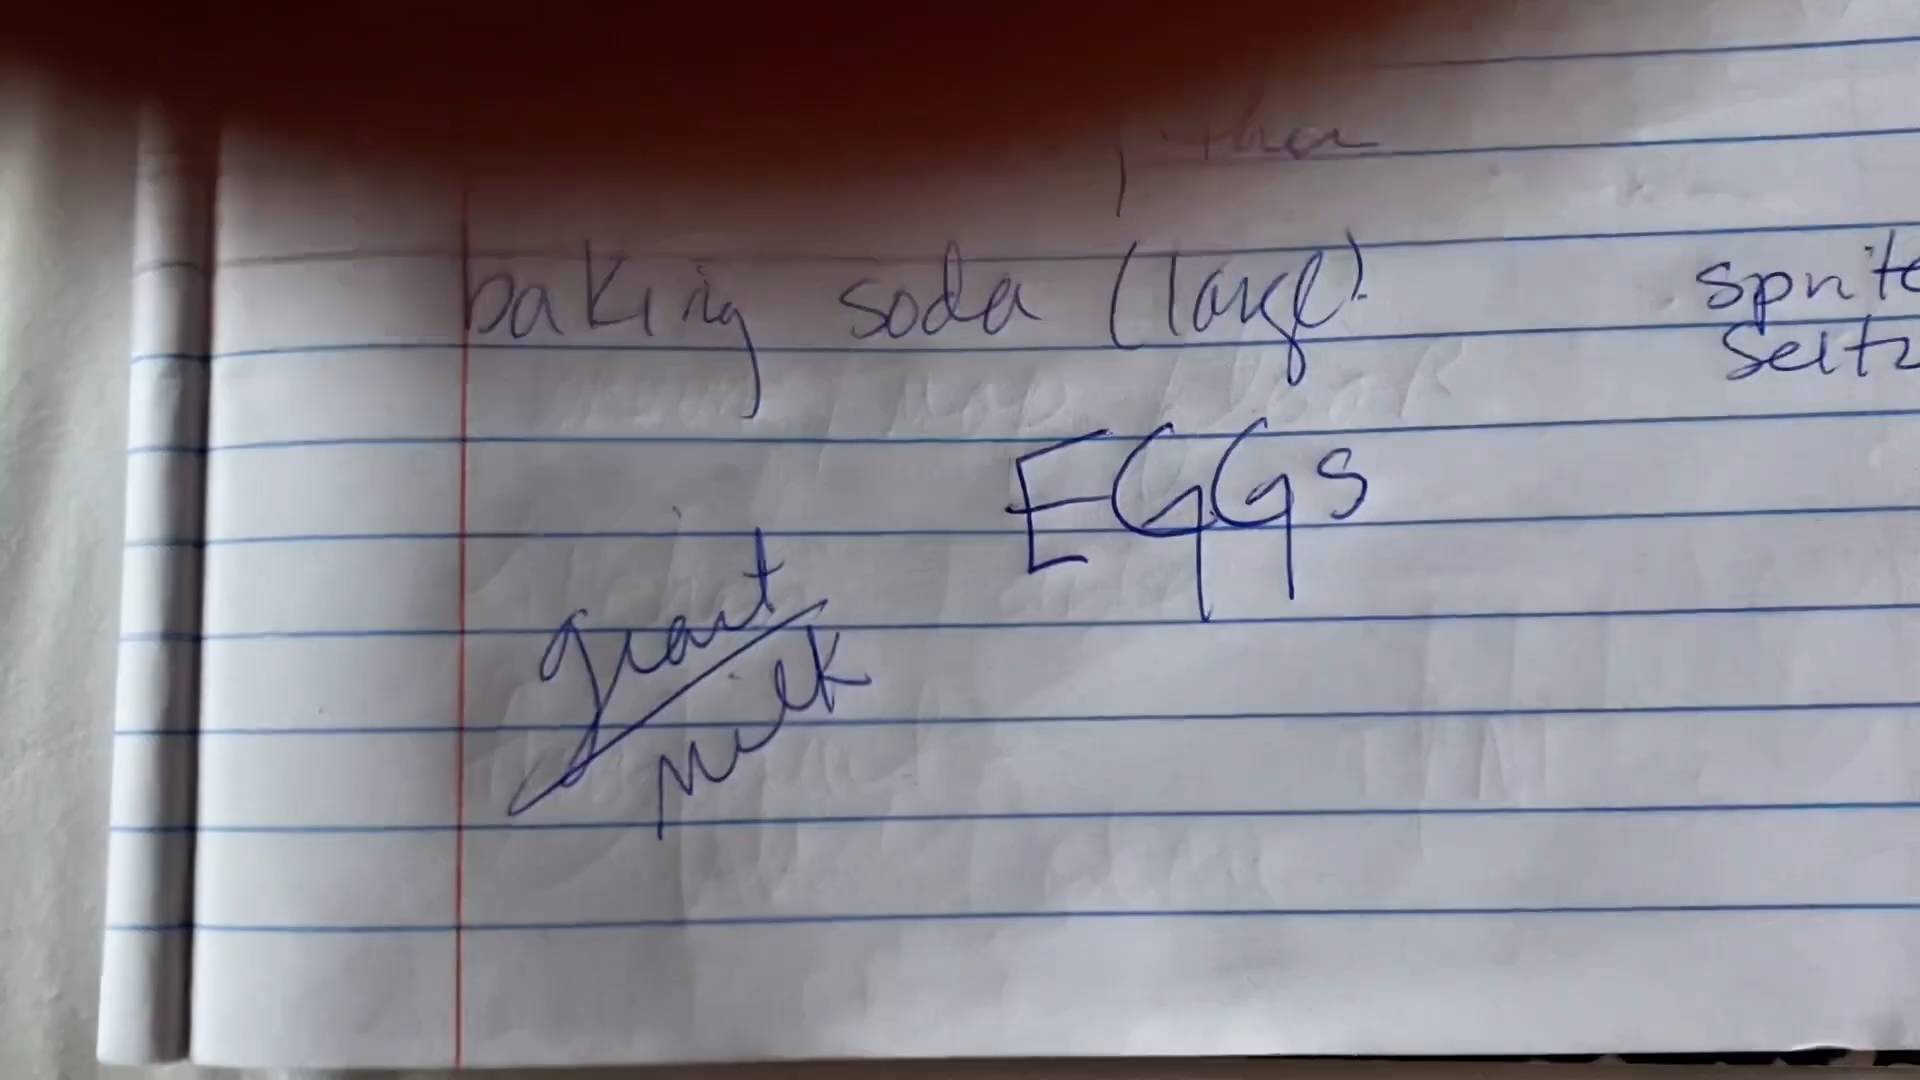 baking soda (large)
sprite
seltz
EGGs
giant
milk